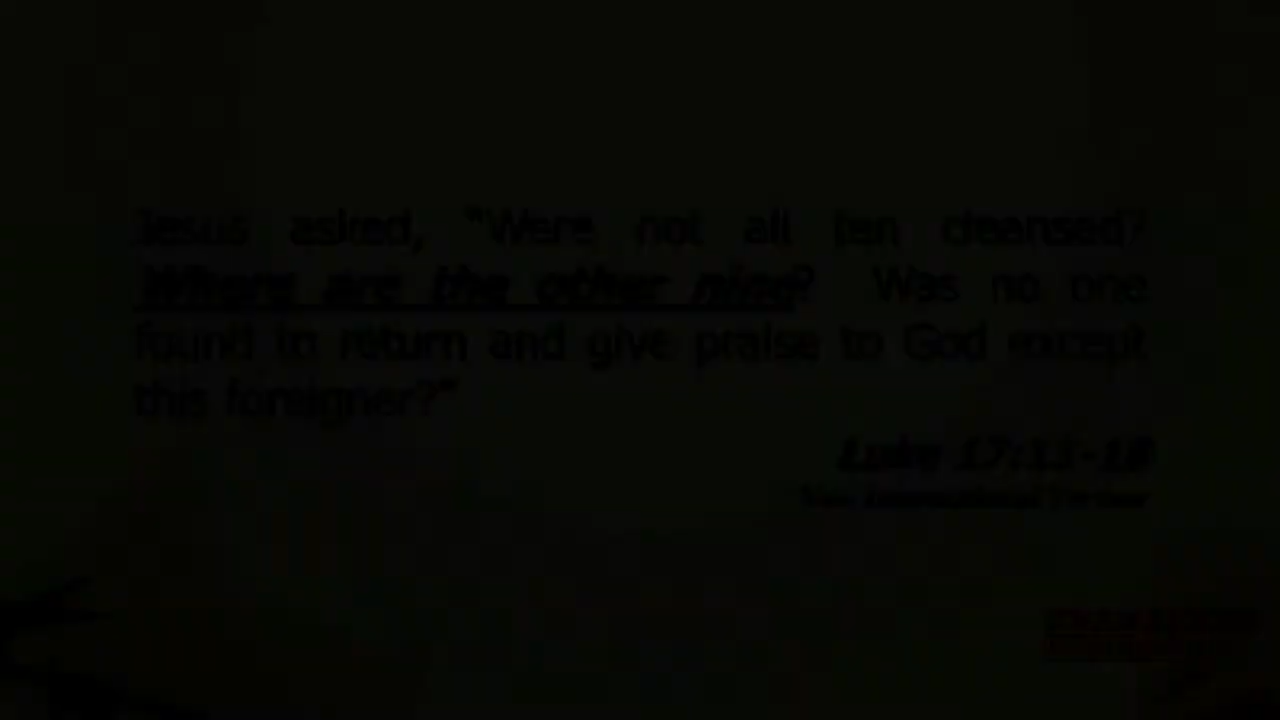 Jesus asked, "Were not all ten cleansed?
Where are the other nine? Was no one
found to return and give praise to God except
this foreigner?"
Luke 17:11-18
New International Version